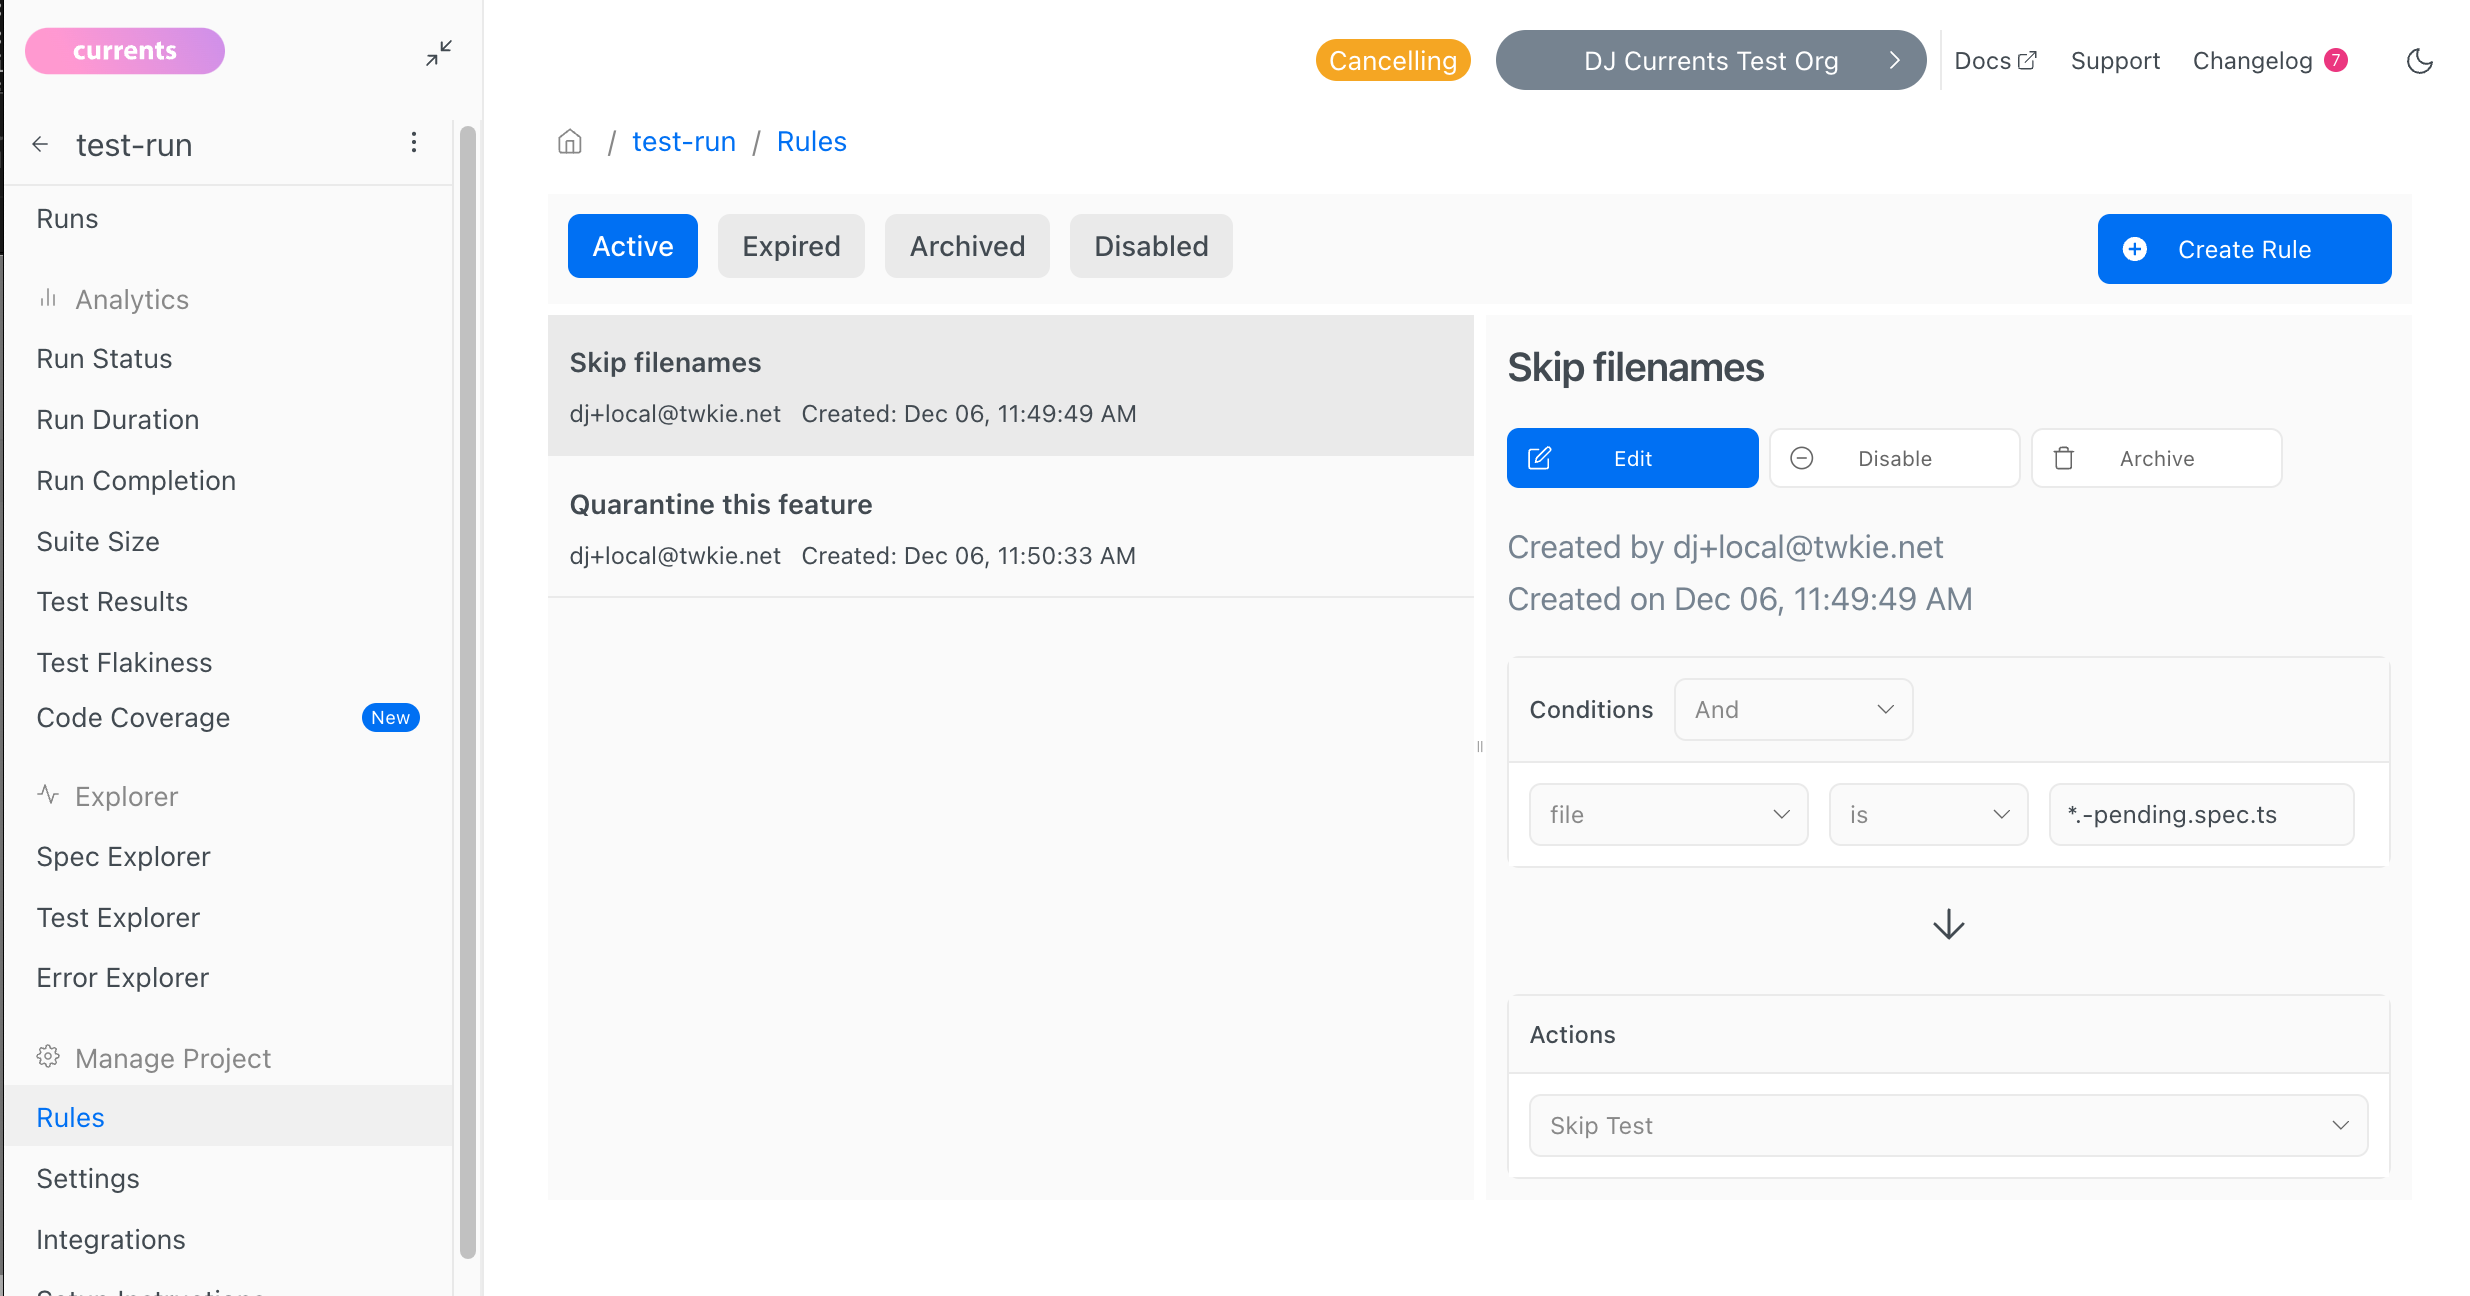 currents
Cancelling
DJ Currents Test Org
Docs
Support
Changelog 7
test-run
Runs
Analytics
Run Status
Run Duration
Run Completion
Suite Size
Test Results
Test Flakiness
Code Coverage New
Explorer
Spec Explorer
Test Explorer
Error Explorer
Manage Project
Rules
Settings
Integrations
Setup Instructions
/ test-run / Rules
Active
Expired
Archived
Disabled
Create Rule
Skip filenames
dj+local@twkie.net Created: Dec 06, 11:49:49 AM
Quarantine this feature
dj+local@twkie.net Created: Dec 06, 11:50:33 AM
Skip filenames
Edit
Disable
Archive
Created by dj+local@twkie.net
Created on Dec 06, 11:49:49 AM
Conditions And
file is *.-pending.spec.ts
Actions
Skip Test